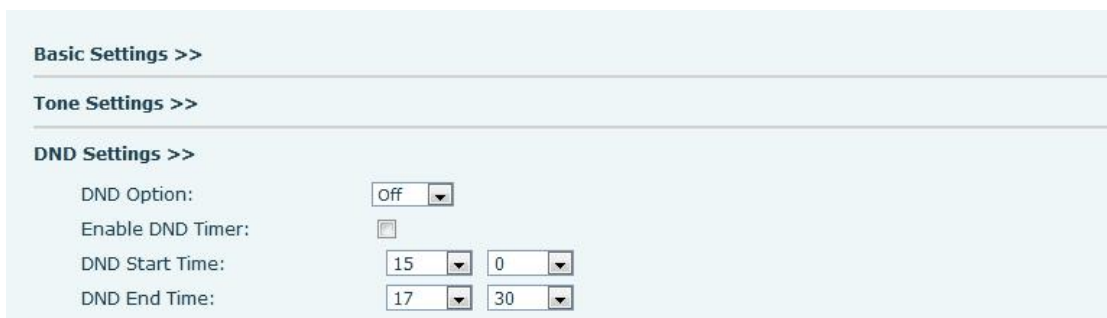 Basic Settings >>
Tone Settings >>
DND Settings >>
DND Option: Off
Enable DND Timer:
DND Start Time: 15 0
DND End Time: 17 30